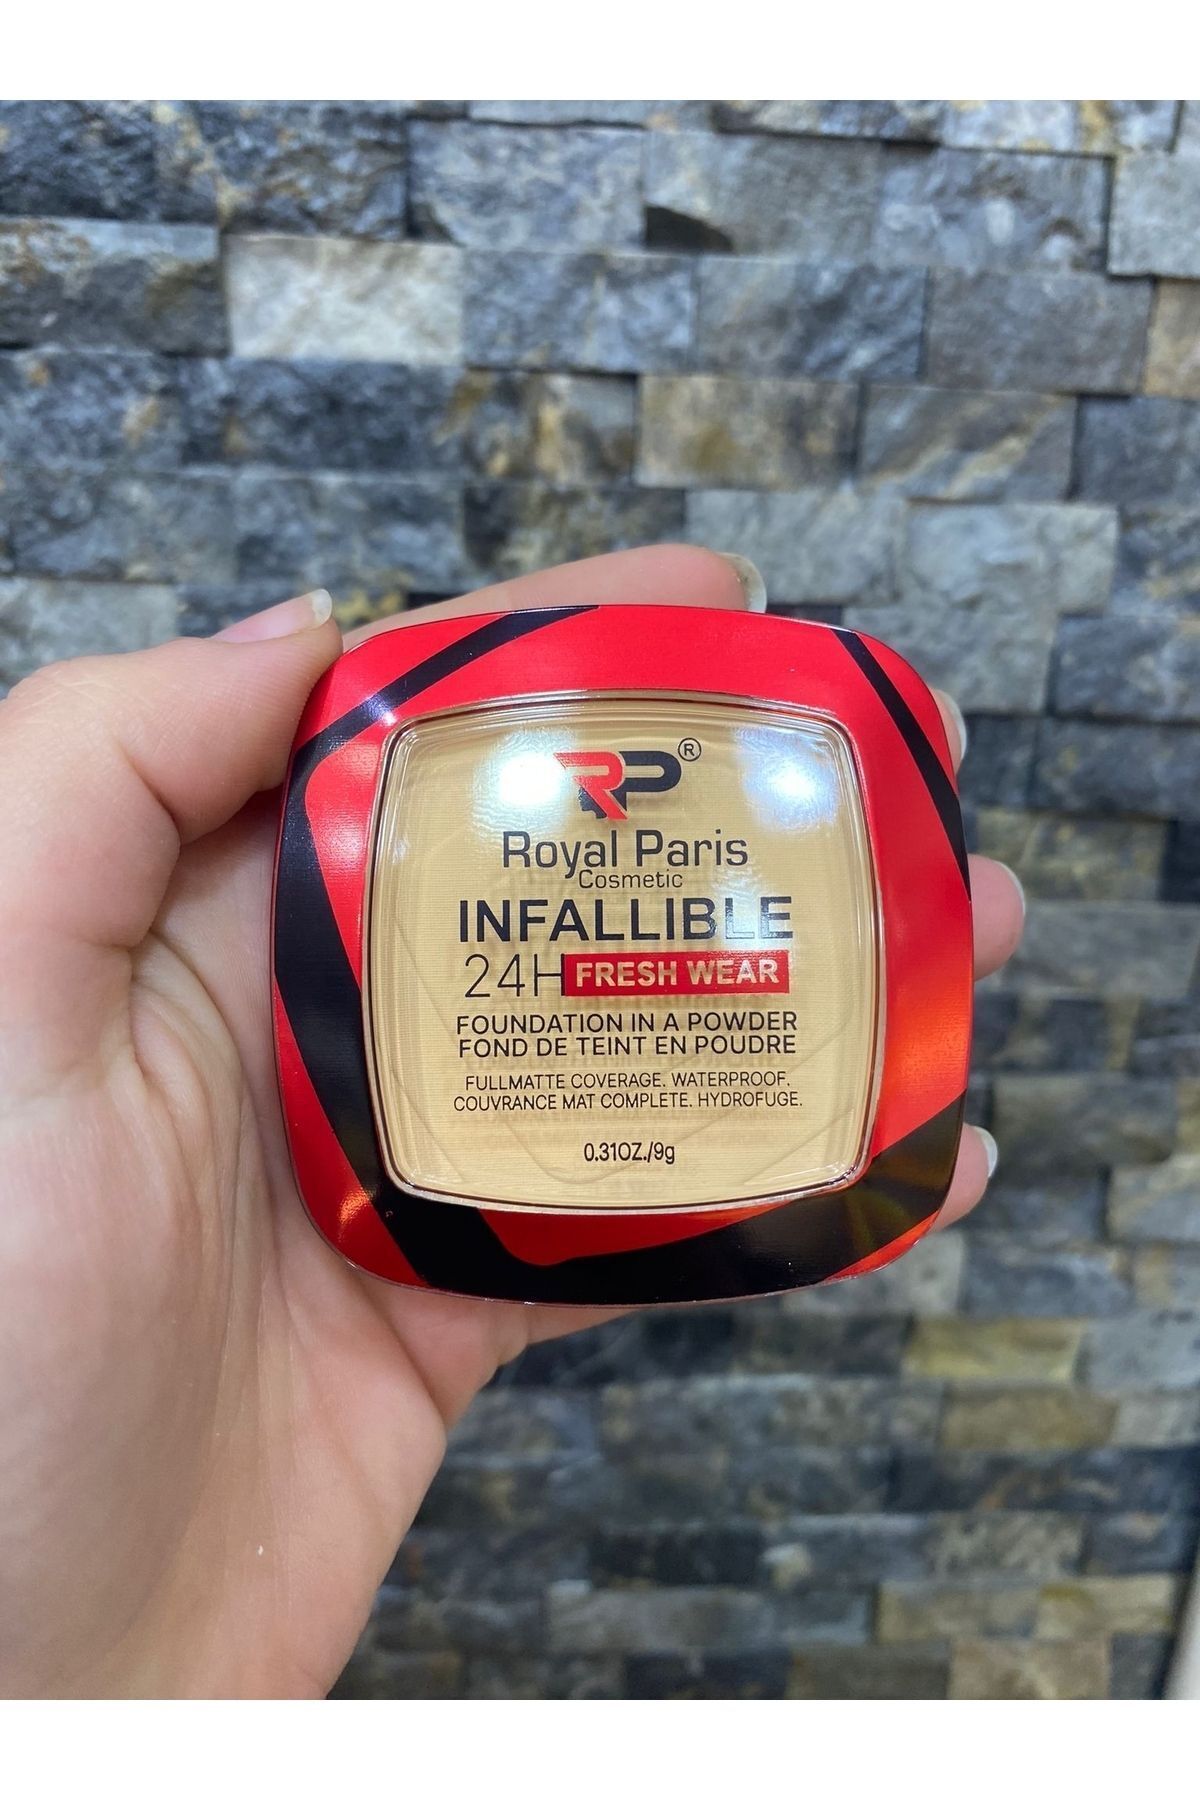 RP®
Royal Paris
Cosmetic
INFALLIBLE
24H FRESH WEAR
FOUNDATION IN A POWDER
FOND DE TEINT EN POUDRE
FULLMATTE COVERAGE. WATERPROOF.
COUVRANCE MAT COMPLETE. HYDROFUGE.
0.31OZ./9g